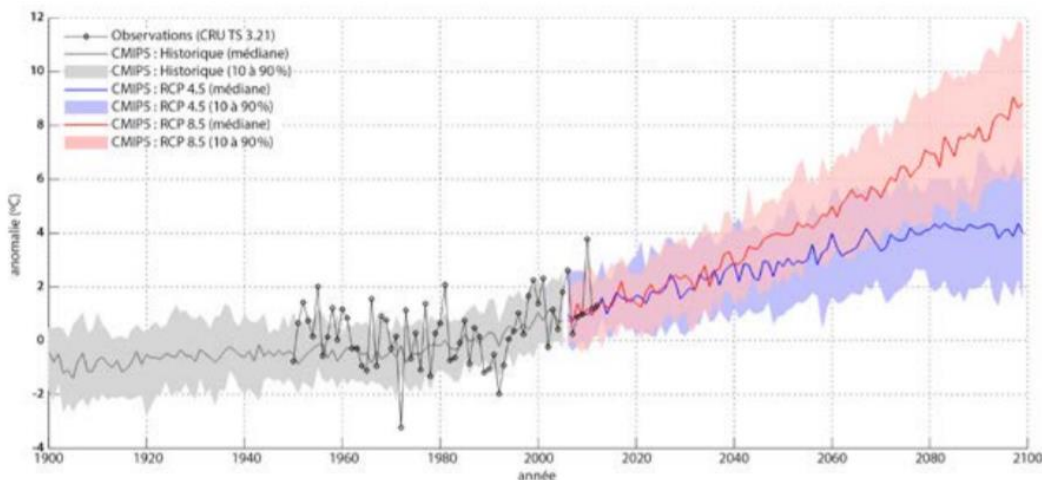 12
10
8
6
4
2
0
-2
-4
anomalie (ºC)
Observations (CRU TS 3.21)
CMIP5 : Historique (médiane)
CMIP5 : Historique (10 à 90%)
CMIP5 : RCP 4.5 (médiane)
CMIP5 : RCP 4.5 (10 à 90%)
CMIP5 : RCP 8.5 (médiane)
CMIP5 : RCP 8.5 (10 à 90%)
1900 1920 1940 1960 1980 2000 2020 2040 2060 2080 2100
année